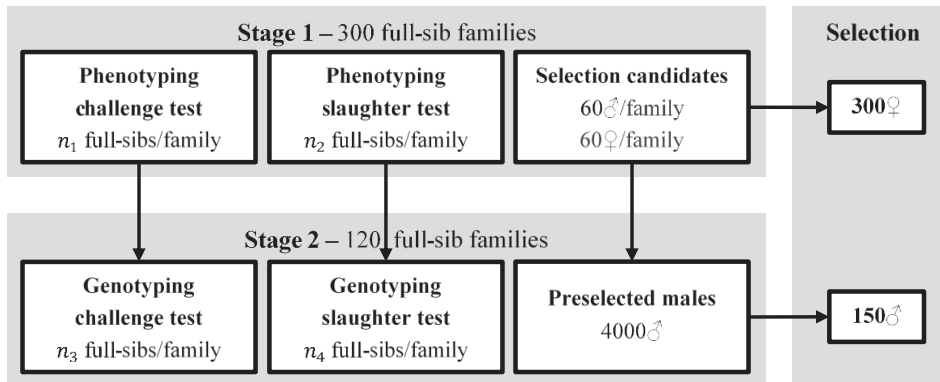 Stage 1 – 300 full-sib families
Selection
Phenotyping
challenge test
n₁ full-sibs/family
Phenotyping
slaughter test
n₂ full-sibs/family
Selection candidates
60♂/family
60♀/family
300♀
Stage 2 – 120 full-sib families
Genotyping
challenge test
n₃ full-sibs/family
Genotyping
slaughter test
n₄ full-sibs/family
Preselected males
4000♂
150♂